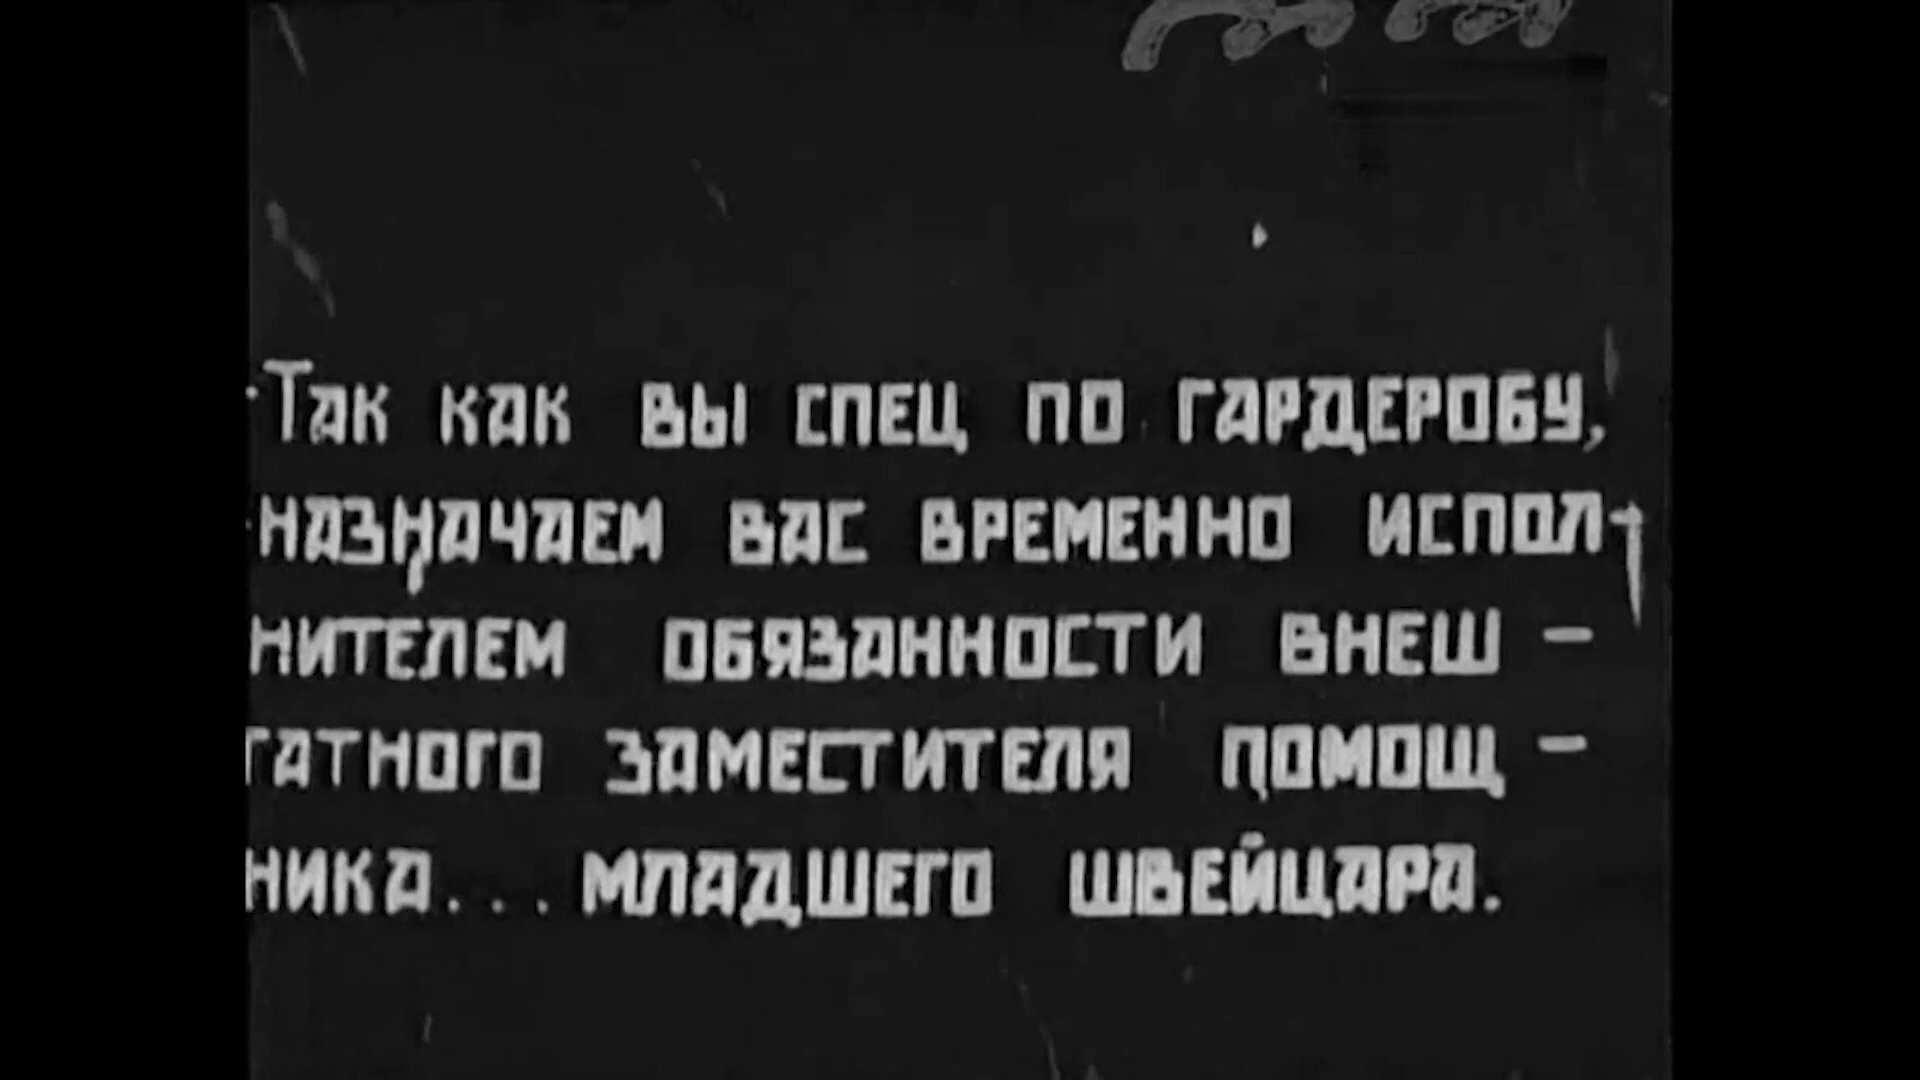 Так как вы спец по гардеробу,
назначаем вас временно испол-
нителем обязанности внеш-
татного заместителя помощ-
ника... младшего швейцара.